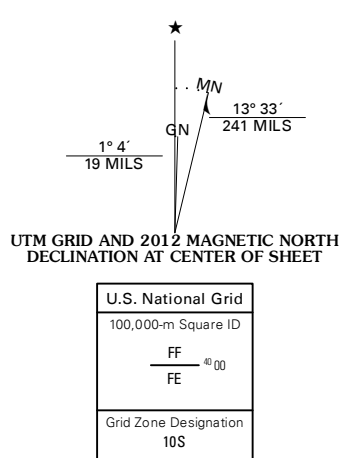 ★
MN
13° 33´
241 MILS
GN
1° 4´
19 MILS
UTM GRID AND 2012 MAGNETIC NORTH
DECLINATION AT CENTER OF SHEET
U.S. National Grid
100,000-m Square ID
FF
40 00
FE
Grid Zone Designation
10S